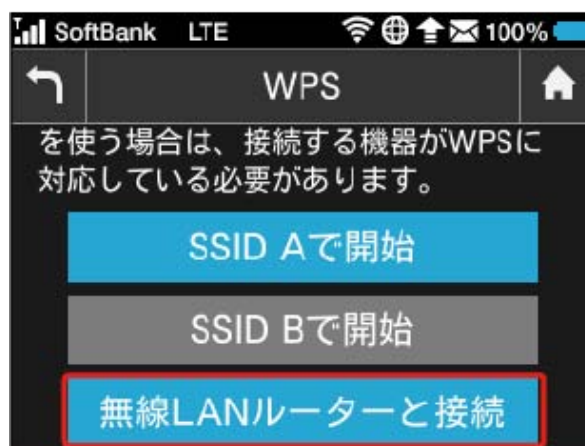 SoftBank LTE 100%
WPS
を使う場合は、接続する機器がWPSに
対応している必要があります。
SSID Aで開始
SSID Bで開始
無線LANルーターと接続